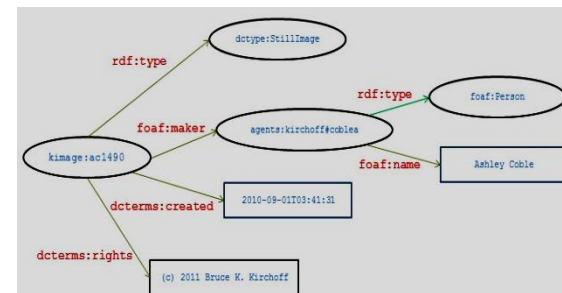 dctype:StillImage
rdf:type
rdf:type
foaf:Person
foaf:maker
agents:kirchoff#coblea
kimage:ac1490
foaf:name
Ashley Coble
dcterms:created
2010-09-01T03:41:31
dcterms:rights
(c) 2011 Bruce K. Kirchoff